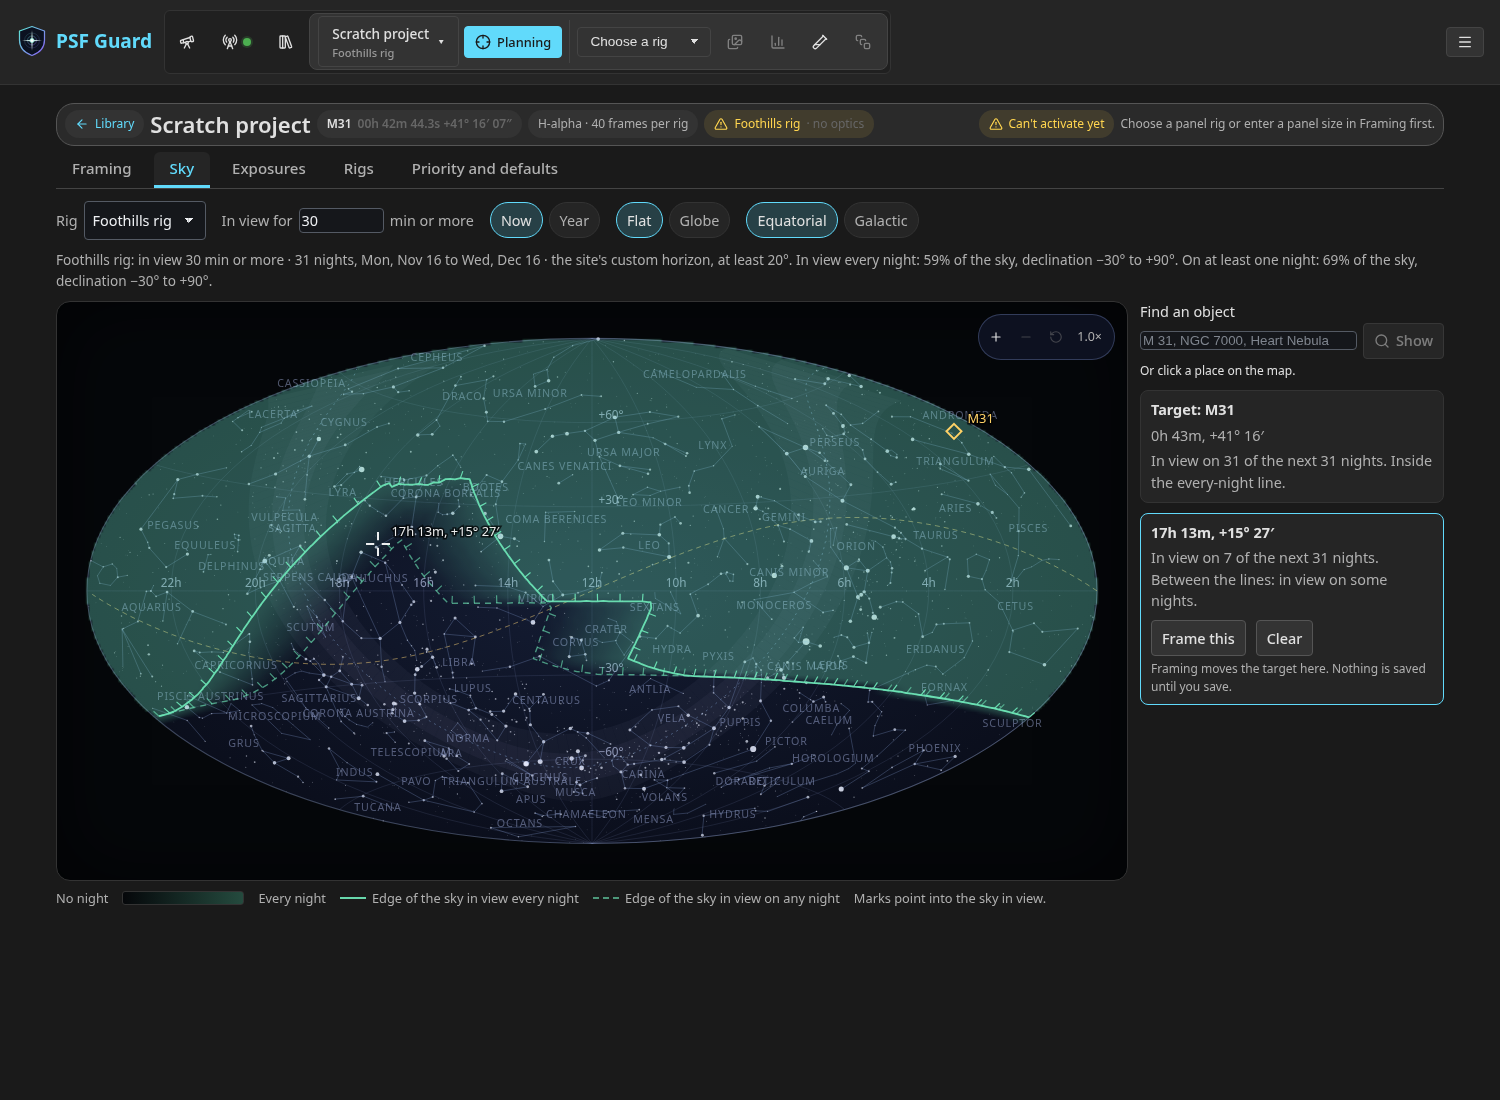 PSF Guard
Scratch project
Foothills rig
Planning
Choose a rig
Library
Scratch project
M31 00h 42m 44.3s +41° 16′ 07″
H-alpha · 40 frames per rig
Foothills rig · no optics
Can't activate yet
Choose a panel rig or enter a panel size in Framing first.
Framing
Sky
Exposures
Rigs
Priority and defaults
Rig
Foothills rig
In view for
30
min or more
Now
Year
Flat
Globe
Equatorial
Galactic
Foothills rig: in view 30 min or more · 31 nights, Mon, Nov 16 to Wed, Dec 16 · the site's custom horizon, at least 20°. In view every night: 59% of the sky, declination −30° to +90°. On at least one night: 69% of the sky,
declination −30° to +90°.
1.0×
CEPHEUS
CAMELOPARDALIS
CASSIOPEIA
DRACO
URSA MINOR
LACERTA
CYGNUS
+60°
ANDROMEDA
M31
PERSEUS
LYNX
URSA MAJOR
CANES VENATICI
AURIGA
TRIANGULUM
HERCULES
BOOTES
LYRA
CORONA BOREALIS
+30°
LEO MINOR
CANCER
ARIES
VULPECULA
SAGITTA
GEMINI
COMA BERENICES
PEGASUS
PISCES
17h 13m, +15° 27′
TAURUS
EQUULEUS
LEO
ORION
DELPHINUS
AQUILA
CANIS MINOR
SERPENS CAUDA
OPHIUCHUS
22h
20h
18h
16h
14h
12h
10h
8h
6h
4h
2h
VIRGO
AQUARIUS
SEXTANS
MONOCEROS
CETUS
SCUTUM
CRATER
CORVUS
HYDRA
PYXIS
ERIDANUS
CAPRICORNUS
LIBRA
−30°
CANIS MAJOR
LEPUS
LUPUS
ANTLIA
FORNAX
PISCIS AUSTRINUS
SAGITTARIUS
SCORPIUS
CENTAURUS
COLUMBA
MICROSCOPIUM
CORONA AUSTRINA
VELA
PUPPIS
CAELUM
SCULPTOR
GRUS
NORMA
PICTOR
TELESCOPIUM
ARA
−60°
PHOENIX
CRUX
HOROLOGIUM
INDUS
CARINA
PAVO
TRIANGULUM AUSTRALE
CIRCINUS
DORADO
RETICULUM
MUSCA
APUS
VOLANS
TUCANA
CHAMAELEON
MENSA
HYDRUS
OCTANS
Find an object
M 31, NGC 7000, Heart Nebula
Show
Or click a place on the map.
Target: M31
0h 43m, +41° 16′
In view on 31 of the next 31 nights. Inside
the every-night line.
17h 13m, +15° 27′
In view on 7 of the next 31 nights.
Between the lines: in view on some
nights.
Frame this
Clear
Framing moves the target here. Nothing is saved
until you save.
No night
Every night
Edge of the sky in view every night
Edge of the sky in view on any night
Marks point into the sky in view.